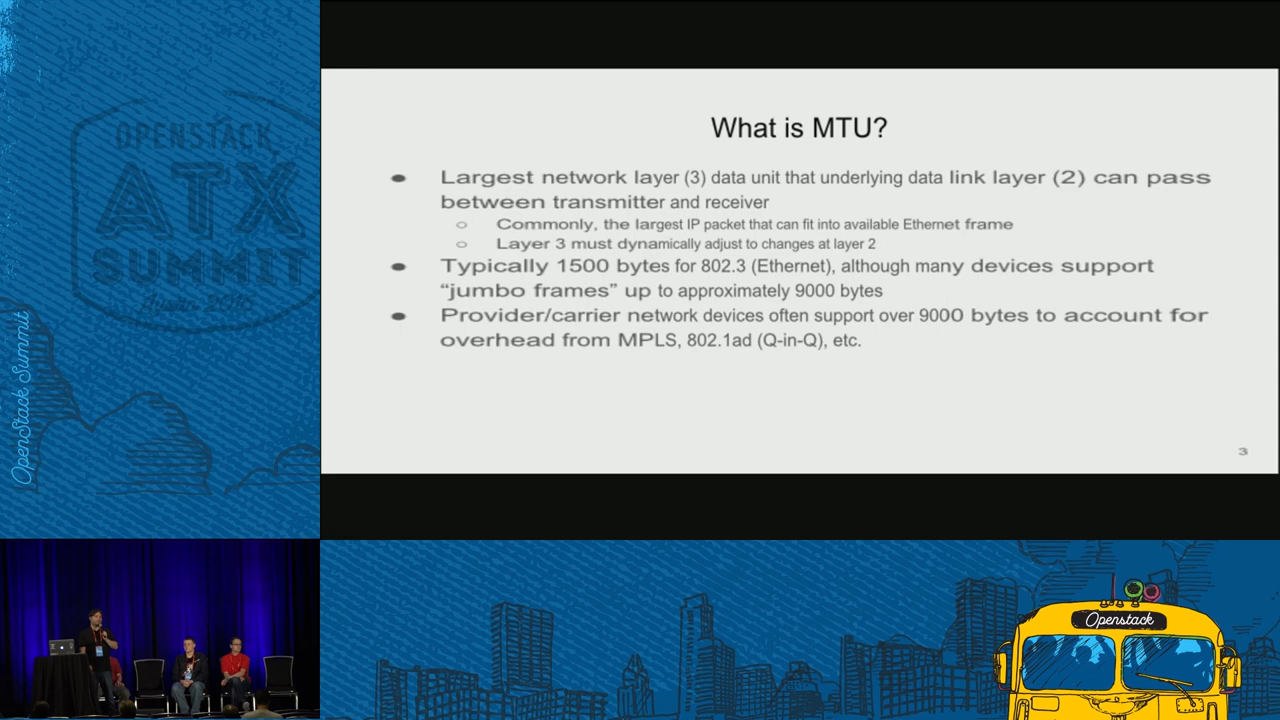 OPENSTACK
ATX
SUMMIT
Austin 2016
OpenStack Summit
What is MTU?
● Largest network layer (3) data unit that underlying data link layer (2) can pass
between transmitter and receiver
○ Commonly, the largest IP packet that can fit into available Ethernet frame
○ Layer 3 must dynamically adjust to changes at layer 2
● Typically 1500 bytes for 802.3 (Ethernet), although many devices support
“jumbo frames” up to approximately 9000 bytes
● Provider/carrier network devices often support over 9000 bytes to account for
overhead from MPLS, 802.1ad (Q-in-Q), etc.
3
Openstack